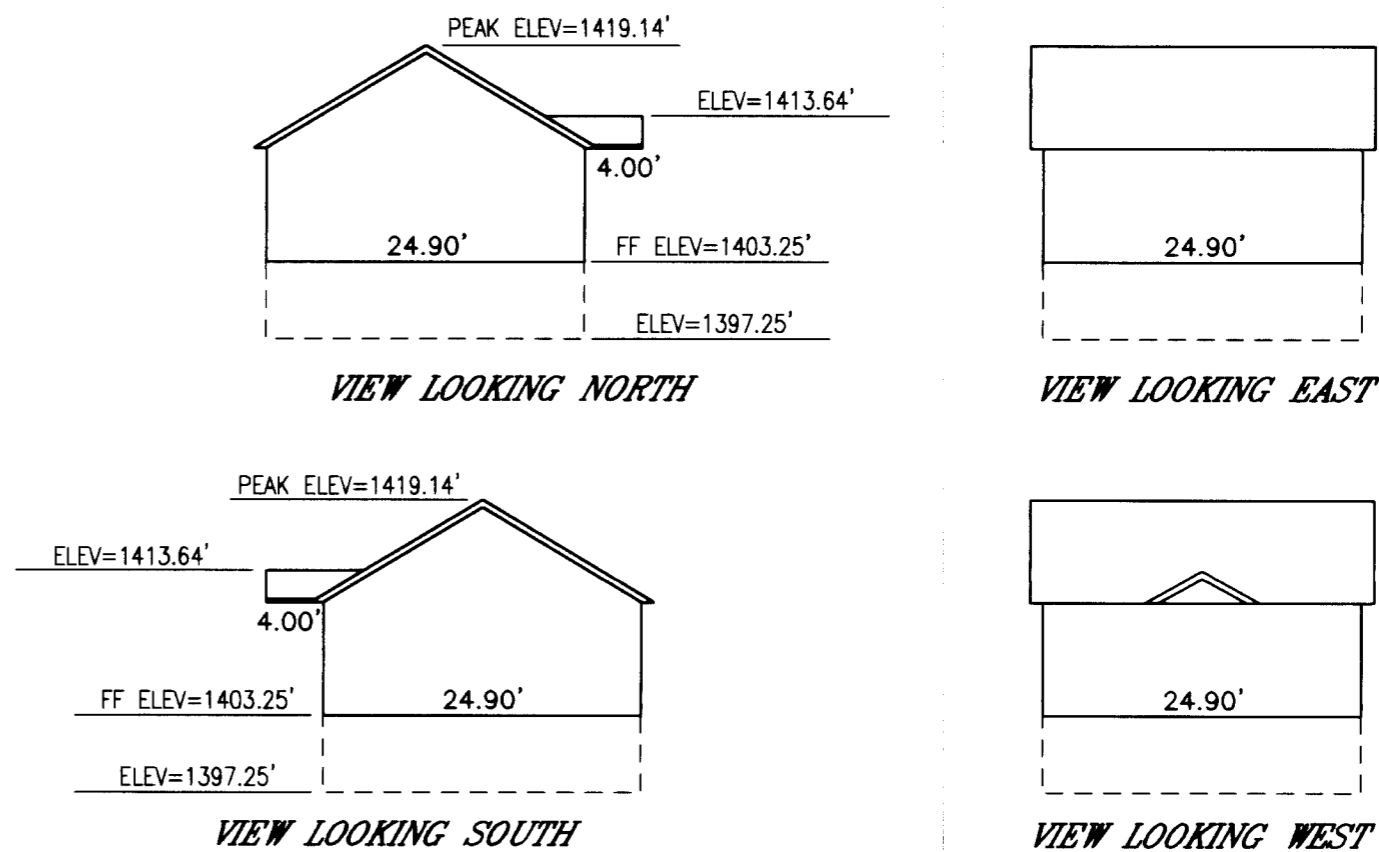 PEAK ELEV=1419.14'
ELEV=1413.64'
4.00'
24.90'
FF ELEV=1403.25'
ELEV=1397.25'
VIEW LOOKING NORTH
24.90'
VIEW LOOKING EAST
PEAK ELEV=1419.14'
ELEV=1413.64'
4.00'
FF ELEV=1403.25'
24.90'
ELEV=1397.25'
VIEW LOOKING SOUTH
24.90'
VIEW LOOKING WEST